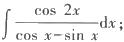 ∫ cos 2x / (cos x−sin x) dx;